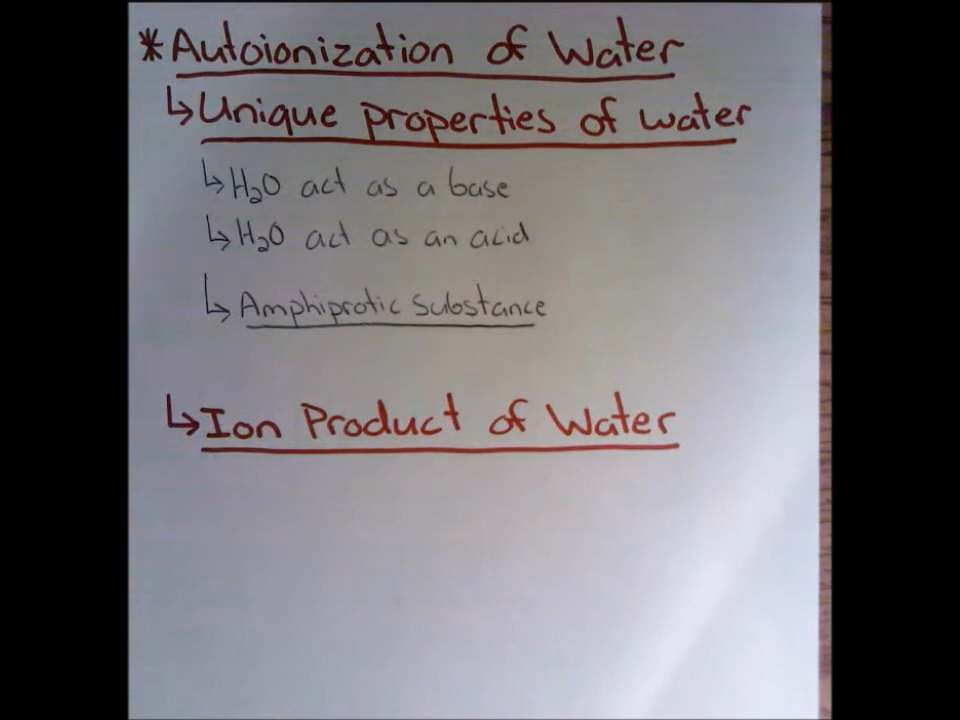 *Autoionization of Water
↳Unique properties of water
↳H₂O act as a base
↳H₂O act as an acid
↳Amphiprotic Substance
↳Ion Product of Water